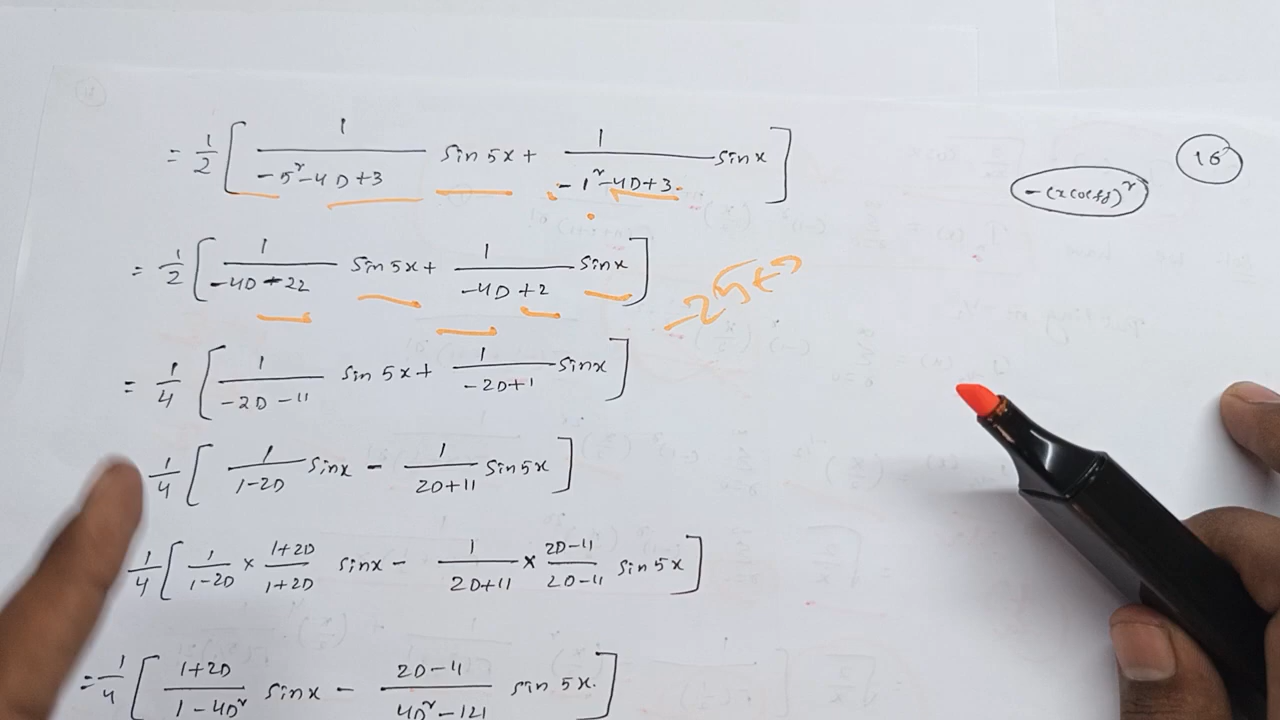 = 1/2 [ 1/(-5² -4D+3) sin 5x + 1/(-1² -4D+3) sin x ]
16
-(x coeff)²
= 1/2 [ 1/(-4D-22) sin 5x + 1/(-4D+2) sin x ]
-25+3
= 1/4 [ 1/(-2D-11) sin 5x + 1/(-2D+1) sin x ]
1/4 [ 1/(1-2D) sin x - 1/(2D+11) sin 5x ]
1/4 [ 1/(1-2D) × (1+2D)/(1+2D) sin x - 1/(2D+11) × (2D-11)/(2D-11) sin 5x ]
= 1/4 [ (1+2D)/(1-4D²) sin x - (2D-11)/(4D²-121) sin 5x. ]